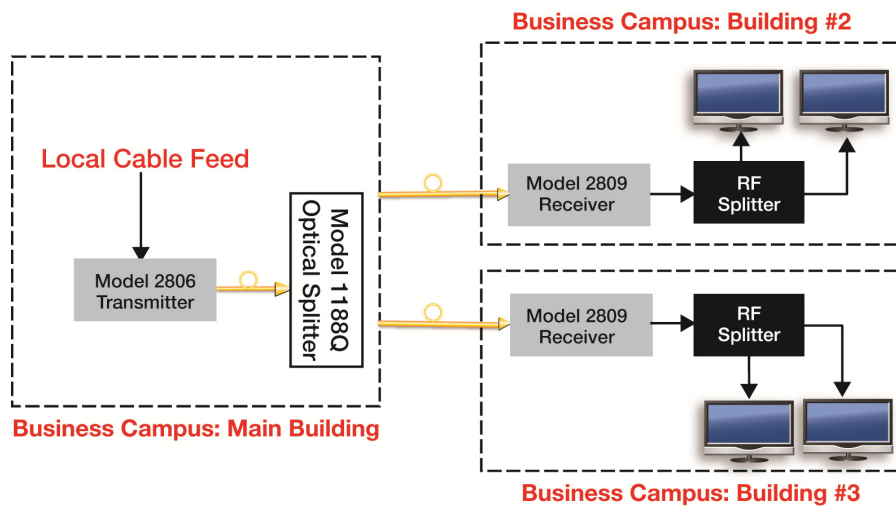 Business Campus: Building #2
Local Cable Feed
Model 2806
Transmitter
Model 1188Q
Optical Splitter
Model 2809
Receiver
RF
Splitter
Model 2809
Receiver
RF
Splitter
Business Campus: Main Building
Business Campus: Building #3